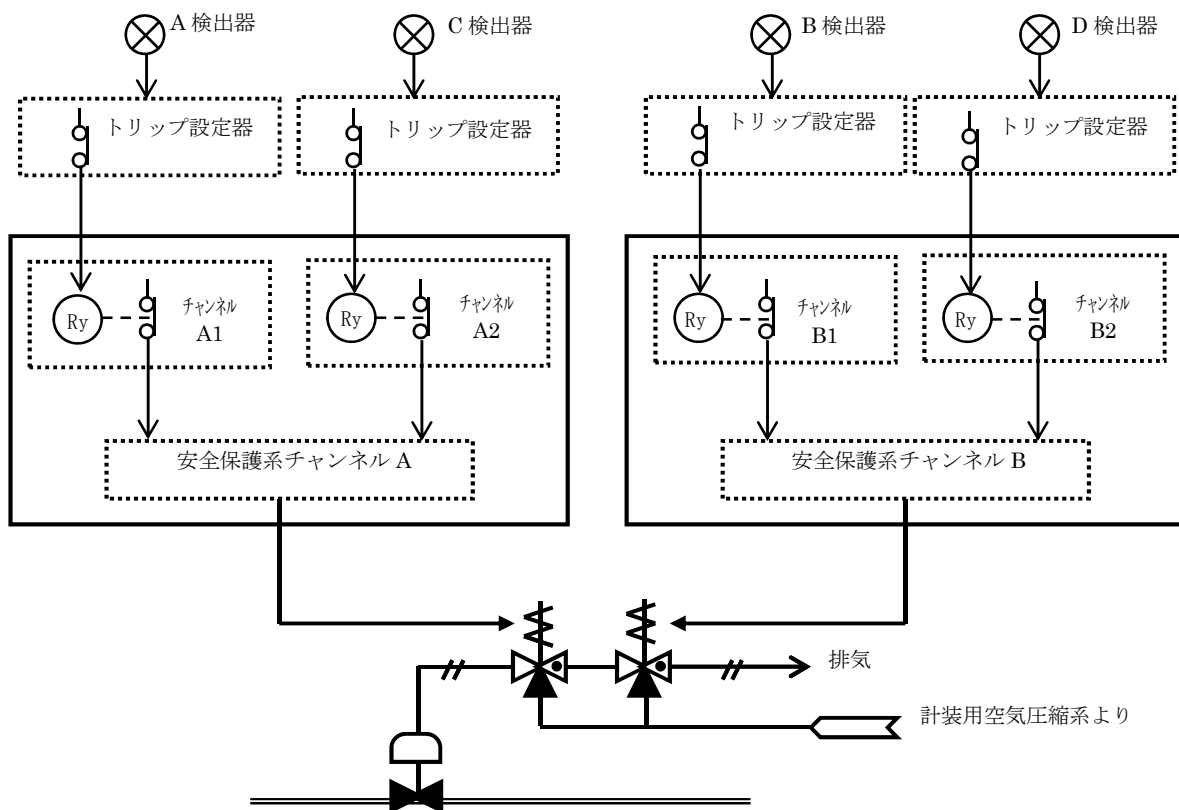 A 検出器
C 検出器
B 検出器
D 検出器
トリップ設定器
トリップ設定器
トリップ設定器
トリップ設定器
Ry
チャンネル
A1
Ry
チャンネル
A2
Ry
チャンネル
B1
Ry
チャンネル
B2
安全保護系チャンネル A
安全保護系チャンネル B
排気
計装用空気圧縮系より